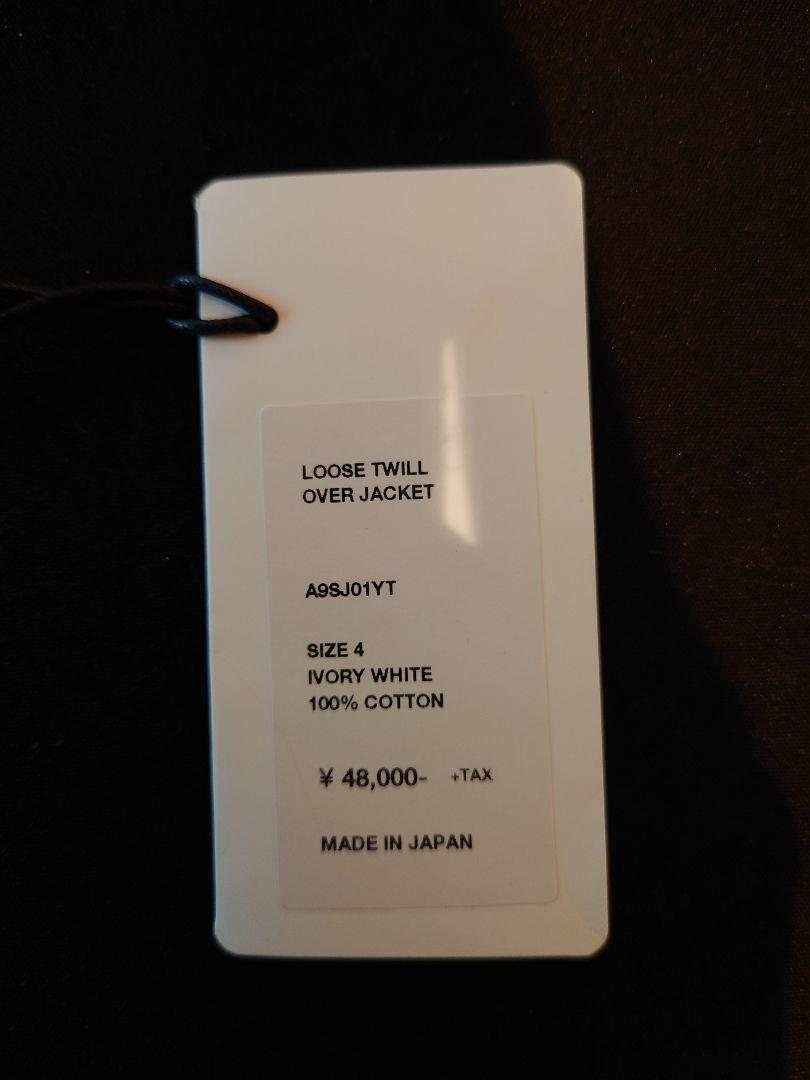 LOOSE TWILL
OVER JACKET
A9SJ01YT
SIZE 4
IVORY WHITE
100% COTTON
¥ 48,000- +TAX
MADE IN JAPAN